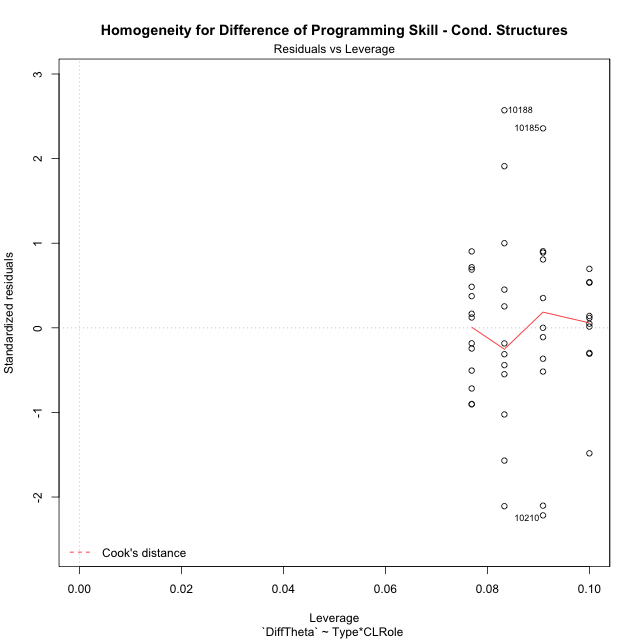 Homogeneity for Difference of Programming Skill - Cond. Structures
Residuals vs Leverage
3
2
1
0
-1
-2
Standardized residuals
10188
10185
10210
Cook's distance
0.00 0.02 0.04 0.06 0.08 0.10
Leverage
`DiffTheta` ~ Type*CLRole